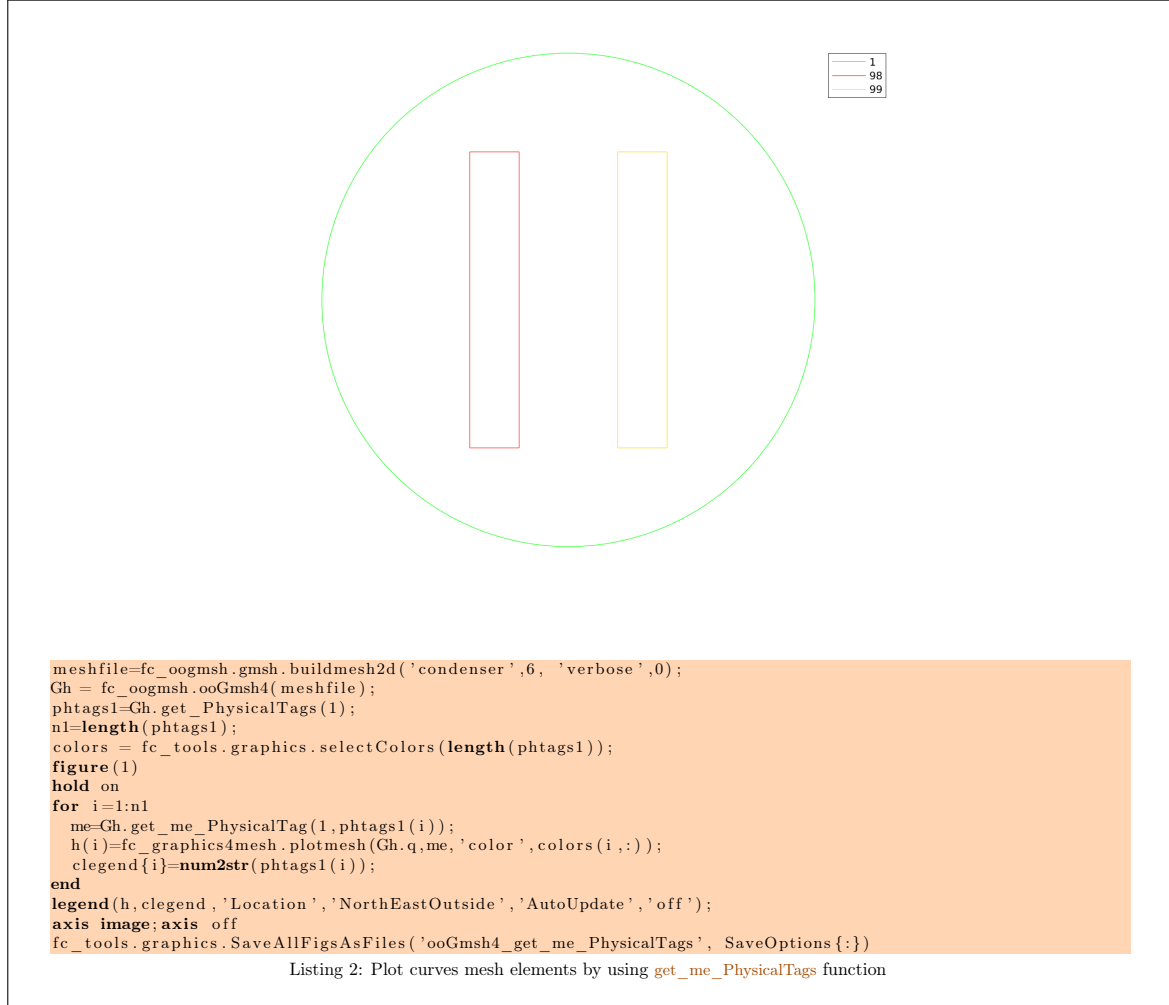 1
98
99
meshfile=fc_oogmsh.gmsh.buildmesh2d('condenser',6, 'verbose',0);
Gh = fc_oogmsh.ooGmsh4(meshfile);
phtags1=Gh.get_PhysicalTags(1);
n1=length(phtags1);
colors = fc_tools.graphics.selectColors(length(phtags1));
figure(1)
hold on
for i=1:n1
  me=Gh.get_me_PhysicalTag(1,phtags1(i));
  h(i)=fc_graphics4mesh.plotmesh(Gh.q,me,'color',colors(i,:));
  clegend{i}=num2str(phtags1(i));
end
legend(h,clegend,'Location','NorthEastOutside','AutoUpdate','off');
axis image;axis off
fc_tools.graphics.SaveAllFigsAsFiles('ooGmsh4_get_me_PhysicalTags', SaveOptions{:})
Listing 2: Plot curves mesh elements by using get_me_PhysicalTags function